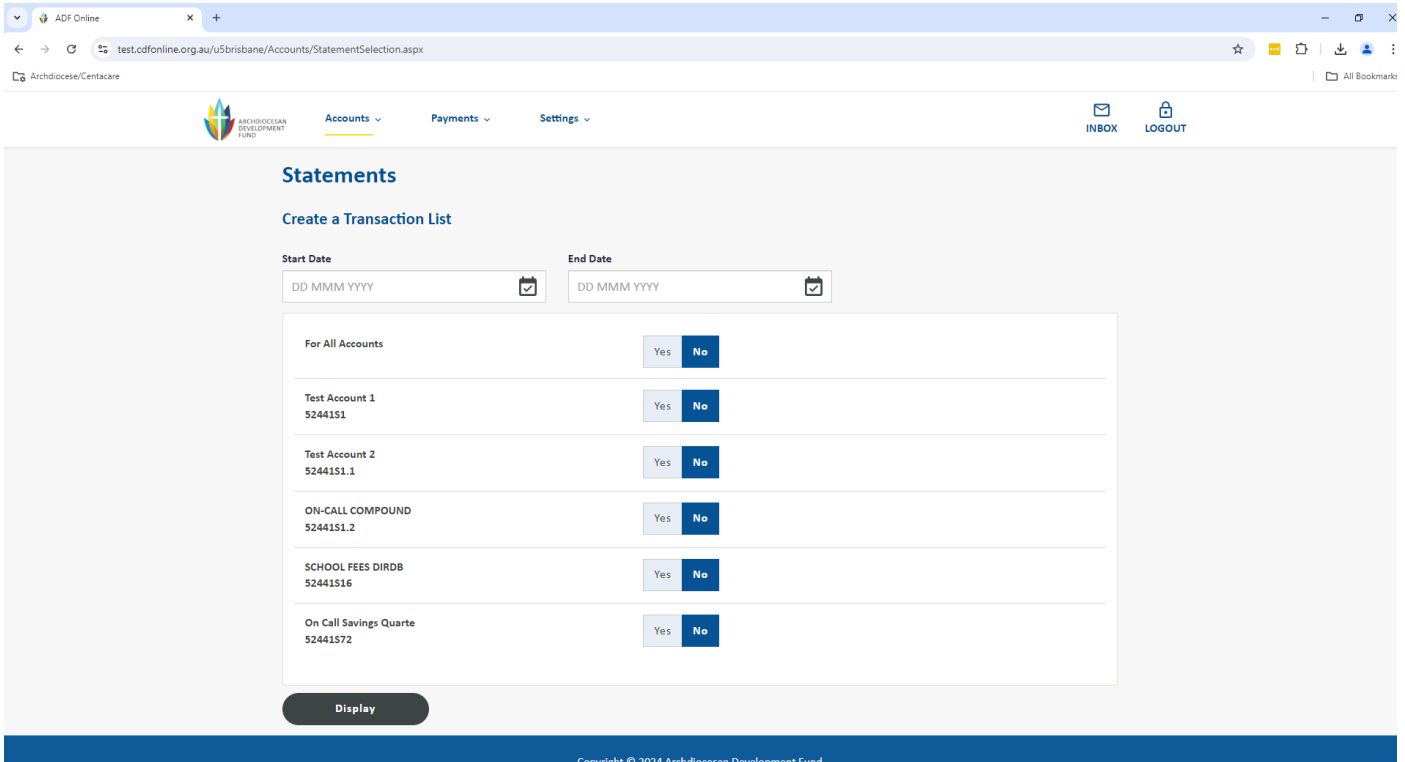 ADF Online
test.cdfonline.org.au/u5brisbane/Accounts/StatementSelection.aspx
Archdiocese/Centacare
All Bookmarks
ARCHDIOCESAN
DEVELOPMENT
FUND
Accounts
Payments
Settings
INBOX
LOGOUT
Statements
Create a Transaction List
Start Date
End Date
DD MMM YYYY
DD MMM YYYY
For All Accounts
Yes No
Test Account 1
52441S1
Yes No
Test Account 2
52441S1.1
Yes No
ON-CALL COMPOUND
52441S1.2
Yes No
SCHOOL FEES DIRDB
52441S16
Yes No
On Call Savings Quarte
52441S72
Yes No
Display
Copyright © 2024 Archdiocesan Development Fund